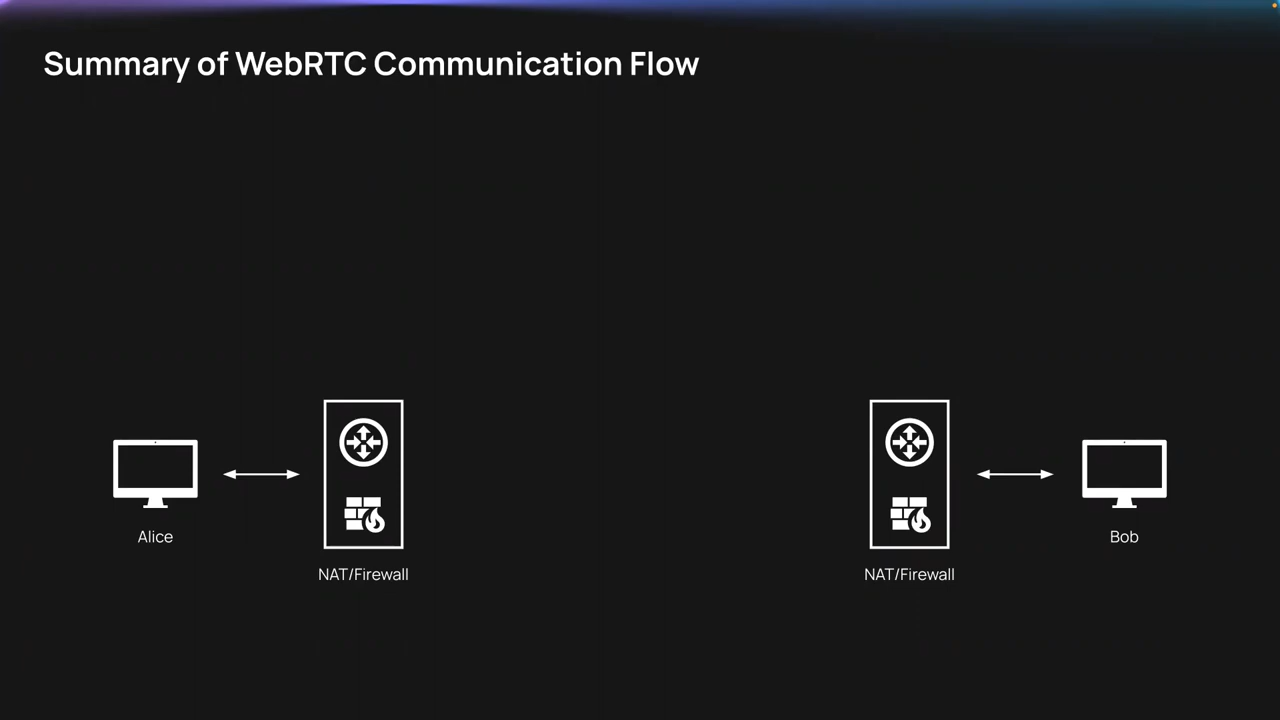 Summary of WebRTC Communication Flow
Alice
Bob
NAT/Firewall
NAT/Firewall